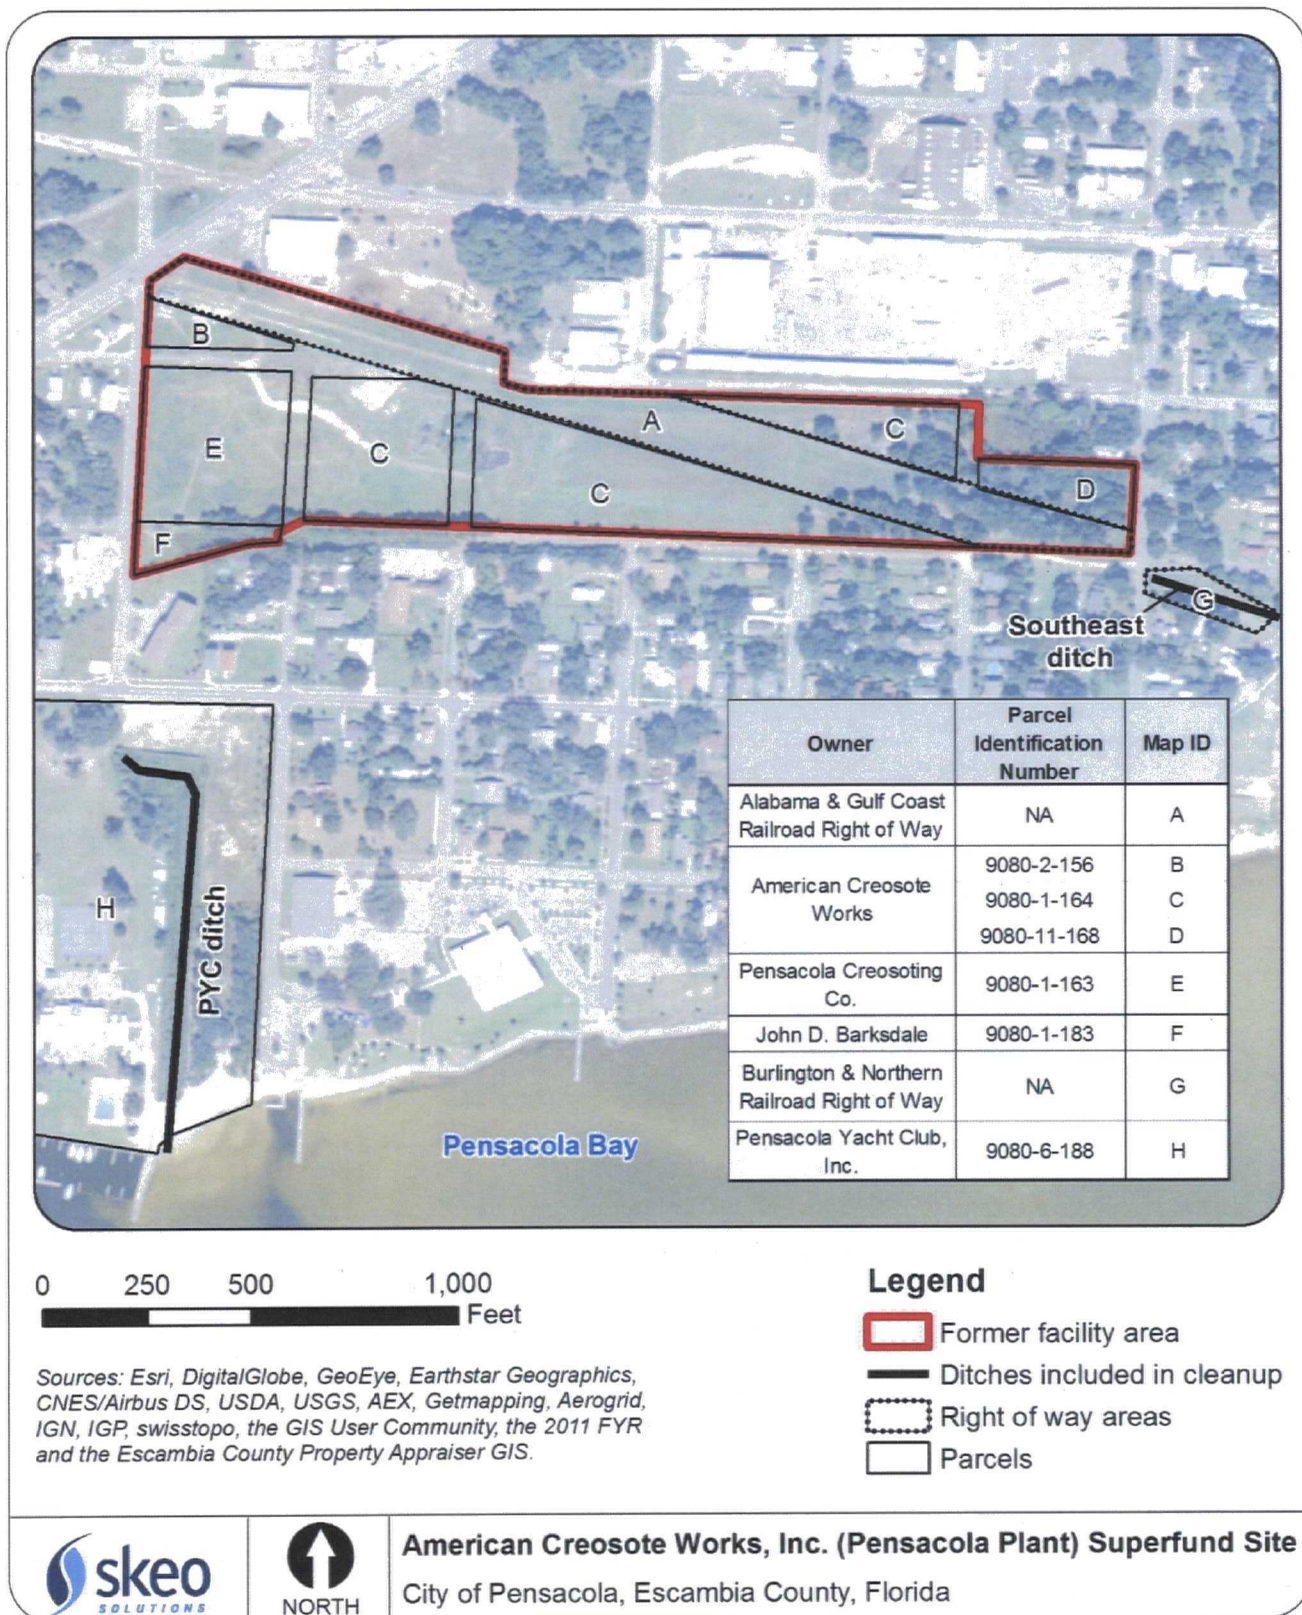 B
A
C
E
C
C
D
F
G
Southeast
ditch
H
PYC ditch
Pensacola Bay
Owner
Parcel
Identification
Number
Map ID
Alabama & Gulf Coast
Railroad Right of Way
NA
A
American Creosote
Works
9080-2-156
B
9080-1-164
C
9080-11-168
D
Pensacola Creosoting
Co.
9080-1-163
E
John D. Barksdale
9080-1-183
F
Burlington & Northern
Railroad Right of Way
NA
G
Pensacola Yacht Club,
Inc.
9080-6-188
H
0 250 500 1,000
Feet
Sources: Esri, DigitalGlobe, GeoEye, Earthstar Geographics,
CNES/Airbus DS, USDA, USGS, AEX, Getmapping, Aerogrid,
IGN, IGP, swisstopo, the GIS User Community, the 2011 FYR
and the Escambia County Property Appraiser GIS.
Legend
Former facility area
Ditches included in cleanup
Right of way areas
Parcels
skeo
SOLUTIONS
NORTH
American Creosote Works, Inc. (Pensacola Plant) Superfund Site
City of Pensacola, Escambia County, Florida